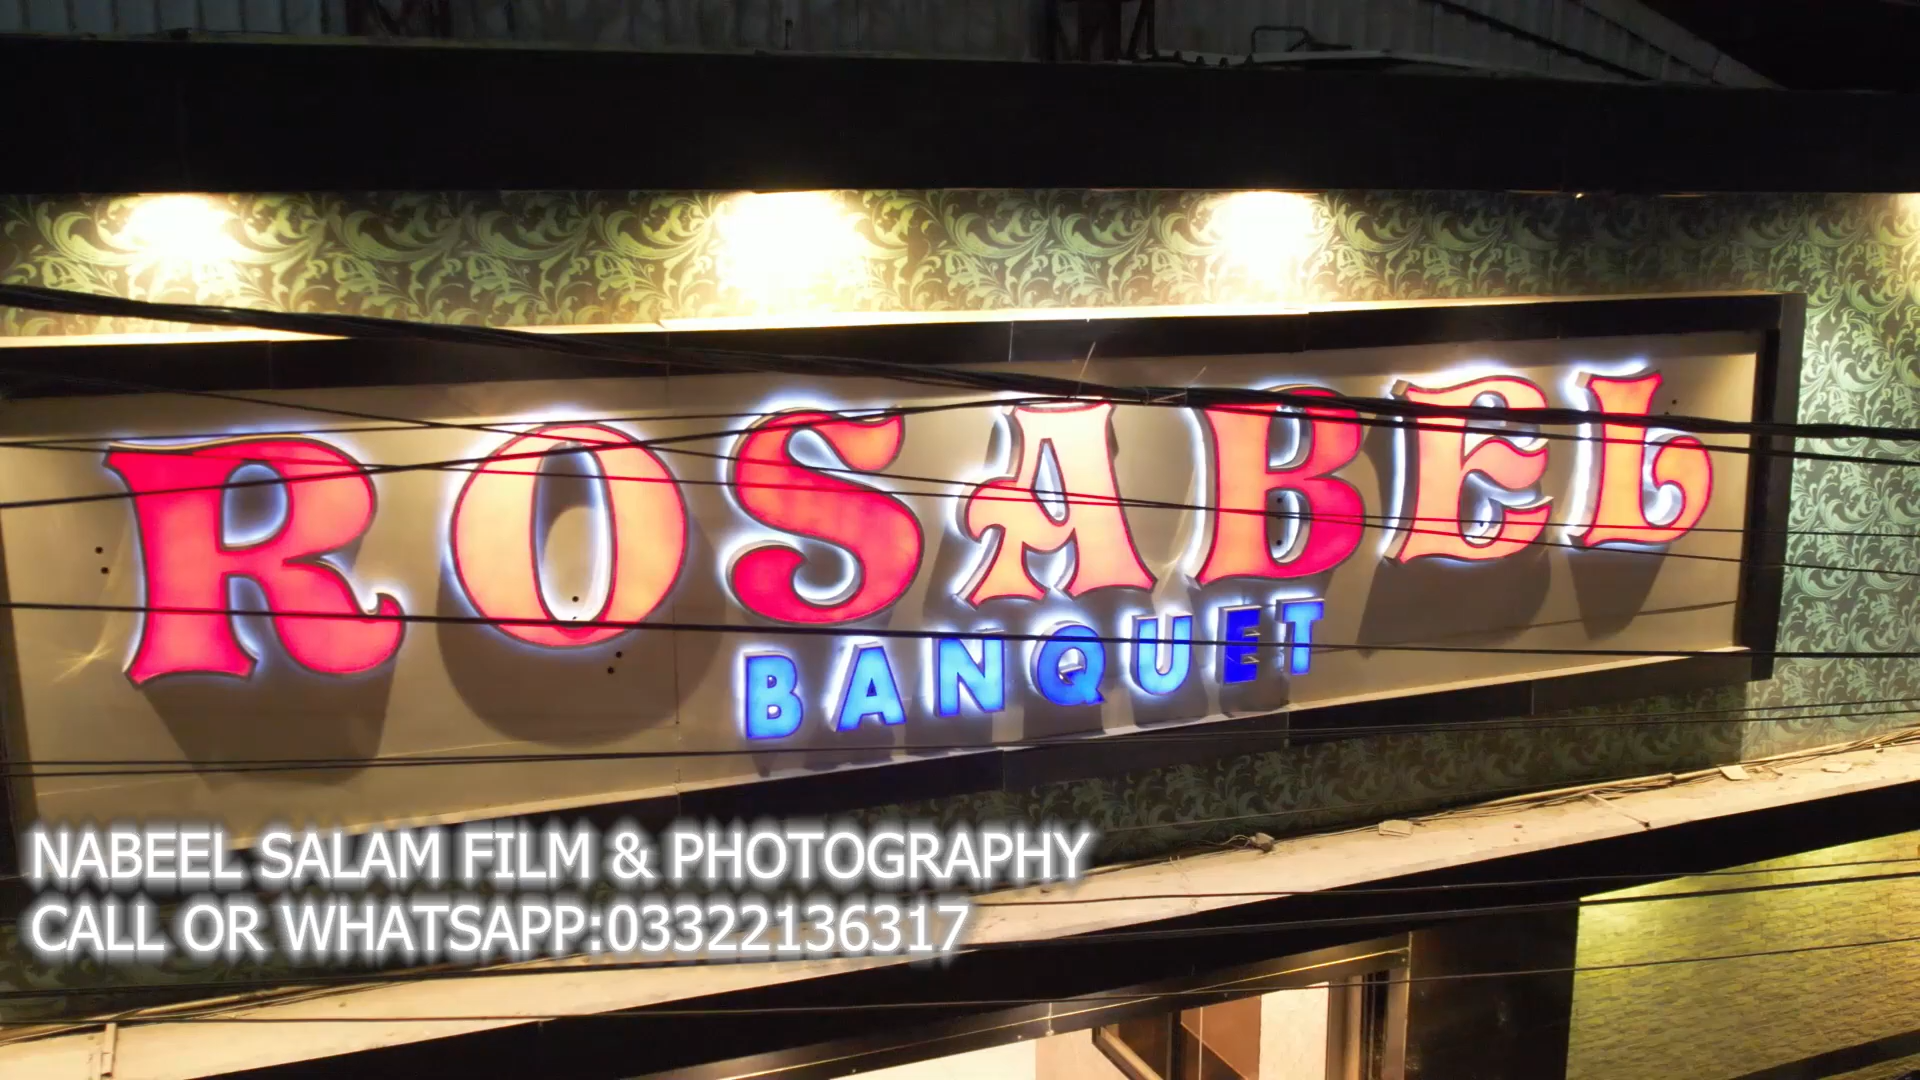 ROSABEL
BANQUET
NABEEL SALAM FILM & PHOTOGRAPHY
CALL OR WHATSAPP:03322136317